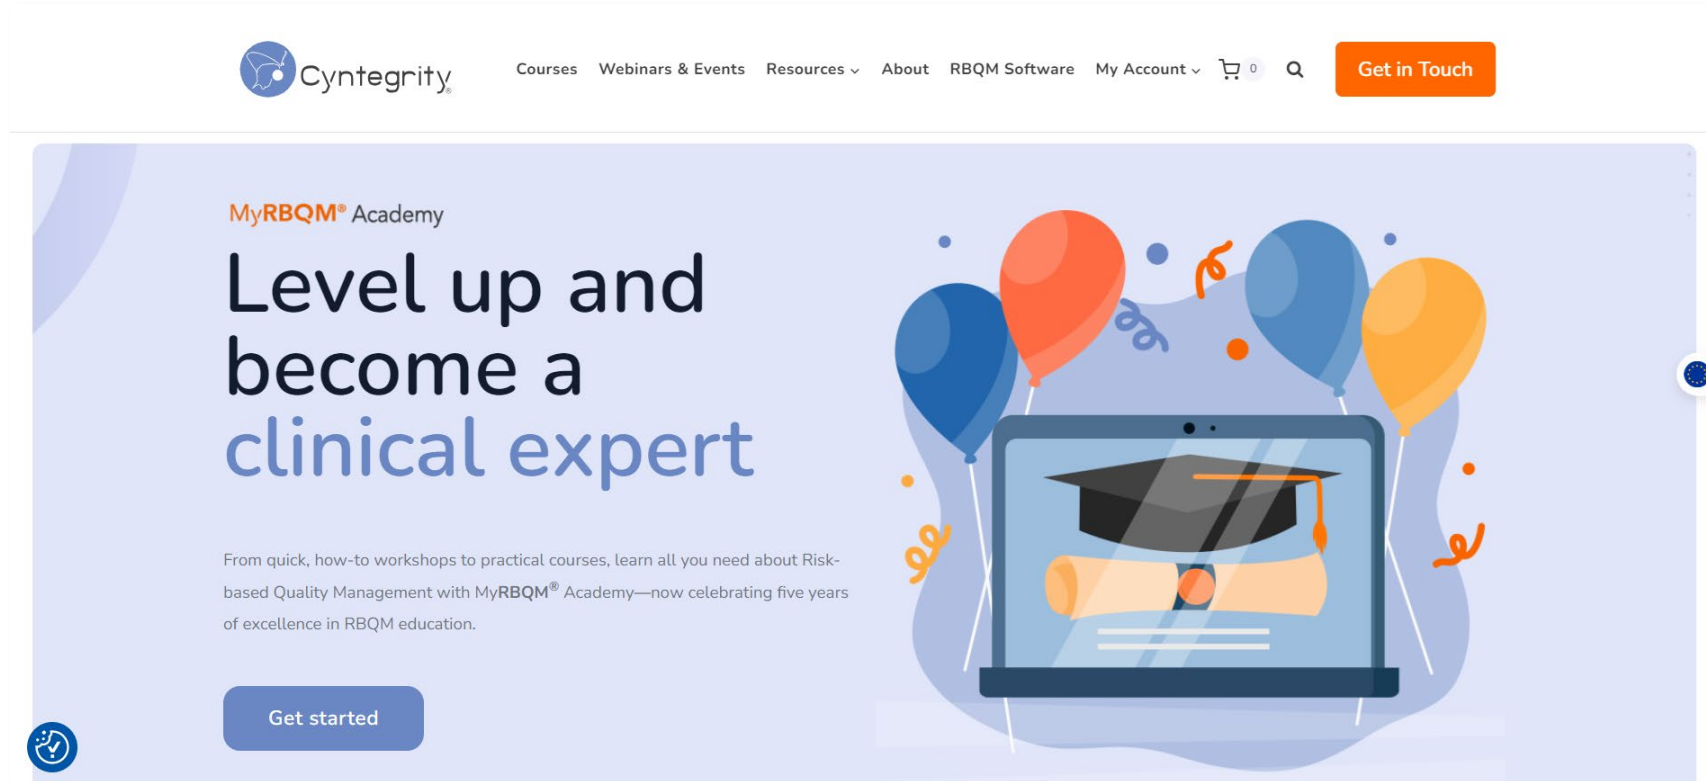 Cyntegrity®
Courses
Webinars & Events
Resources
About
RBQM Software
My Account
0
Get in Touch
MyRBQM® Academy
Level up and
become a
clinical expert
From quick, how-to workshops to practical courses, learn all you need about Risk-
based Quality Management with MyRBQM® Academy—now celebrating five years
of excellence in RBQM education.
Get started